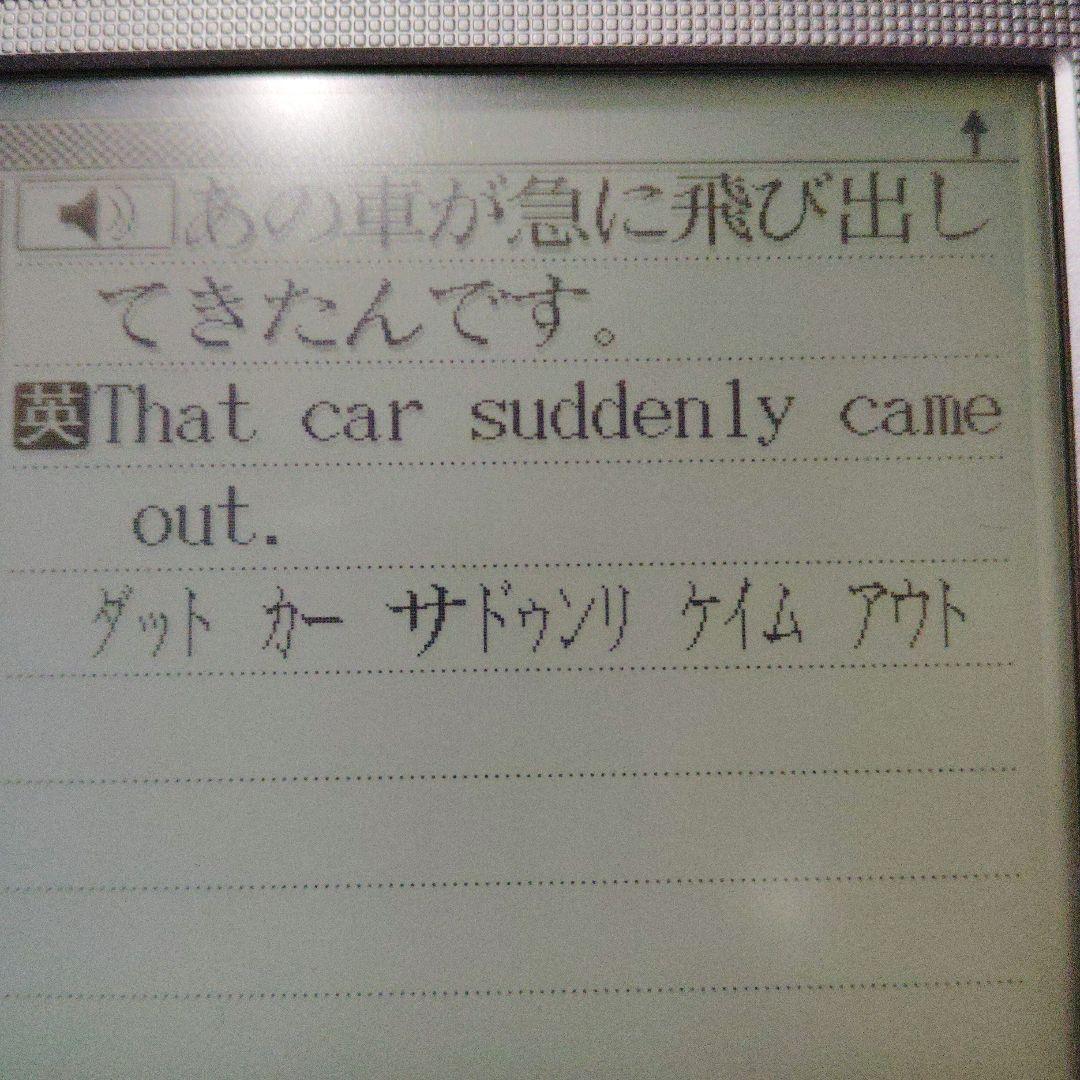 あの車が急に飛び出し
てきたんです。
英That car suddenly came
out.
ダット カー サドゥンリ ケイム アウト